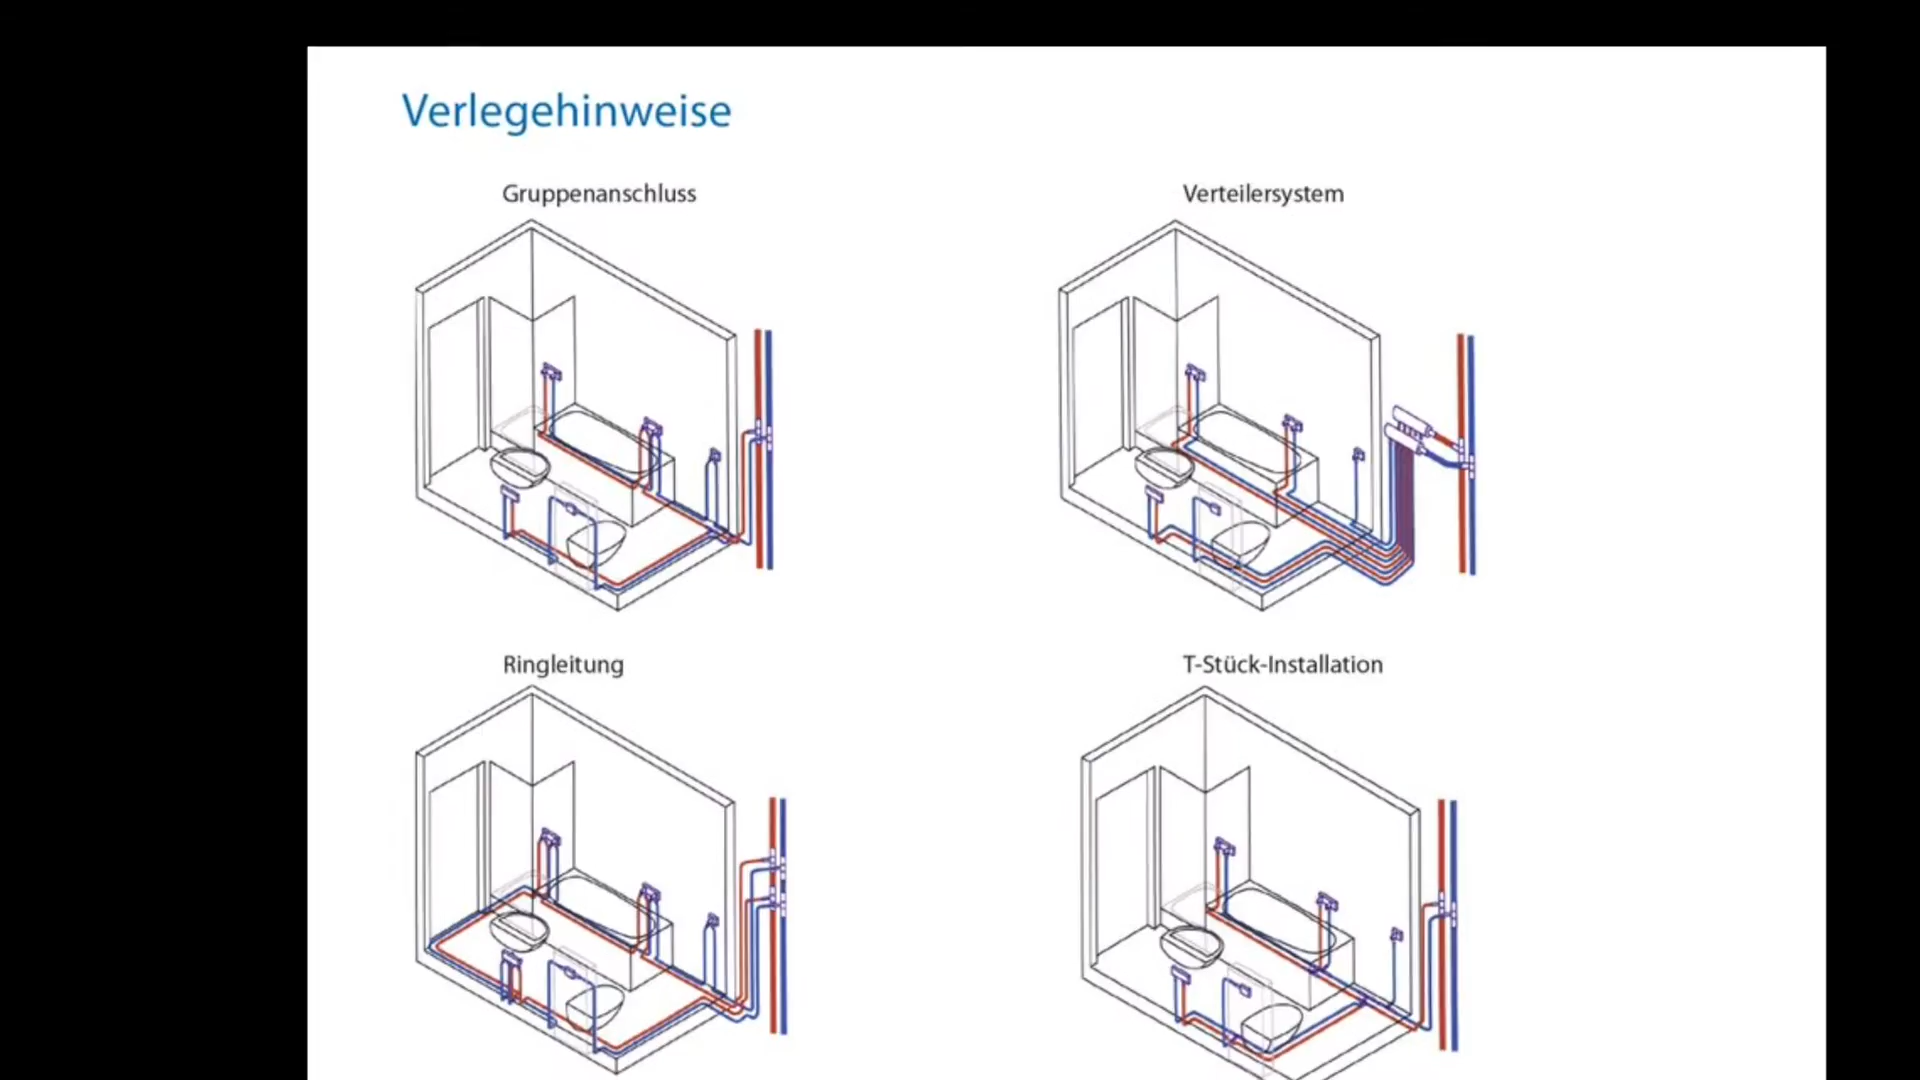 Verlegehinweise
Gruppenanschluss
Verteilersystem
Ringleitung
T-Stück-Installation